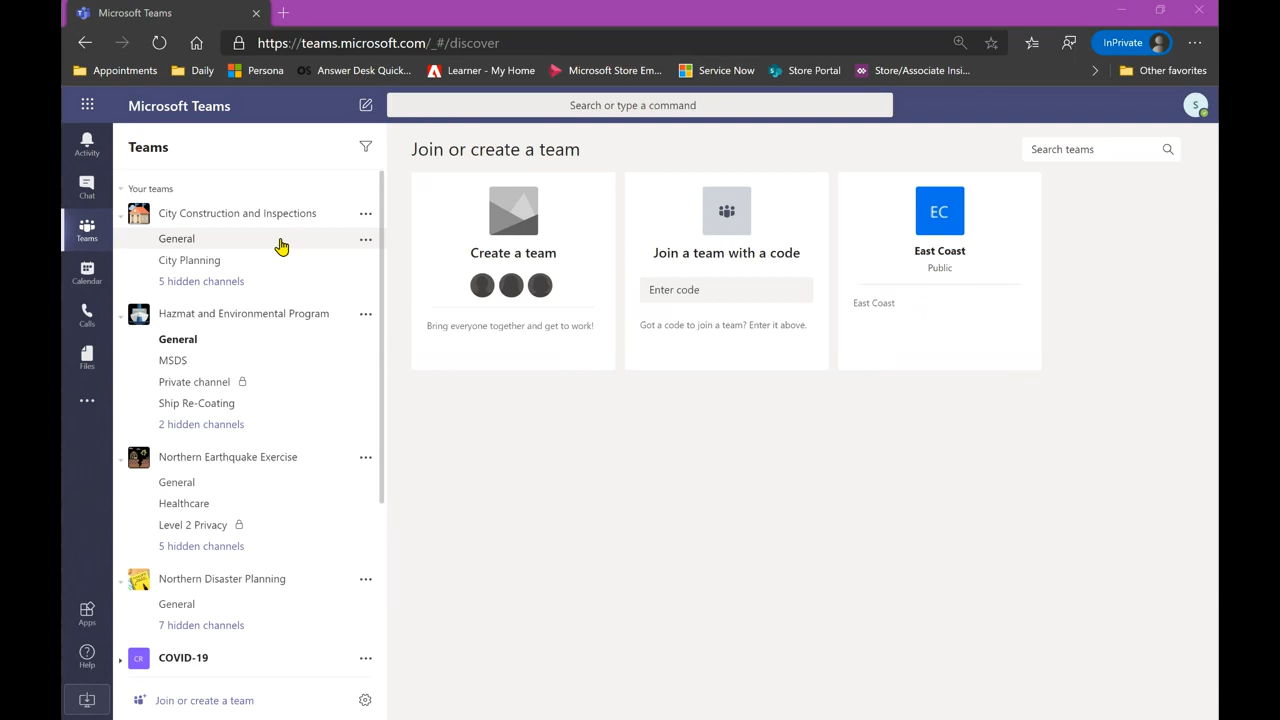 Microsoft Teams
https://teams.microsoft.com/_#/discover
InPrivate
Appointments
Daily
Persona
OS Answer Desk Quick...
Learner - My Home
Microsoft Store Em...
Service Now
Store Portal
Store/Associate Insi...
Other favorites
Microsoft Teams
Search or type a command
S
Activity
Chat
Teams
Calendar
Calls
Files
Apps
Help
Teams
Your teams
City Construction and Inspections
General
City Planning
5 hidden channels
Hazmat and Environmental Program
General
MSDS
Private channel
Ship Re-Coating
2 hidden channels
Northern Earthquake Exercise
General
Healthcare
Level 2 Privacy
5 hidden channels
Northern Disaster Planning
General
7 hidden channels
CR COVID-19
Join or create a team
Join or create a team
Search teams
Create a team
Bring everyone together and get to work!
Join a team with a code
Enter code
Got a code to join a team? Enter it above.
EC
East Coast
Public
East Coast